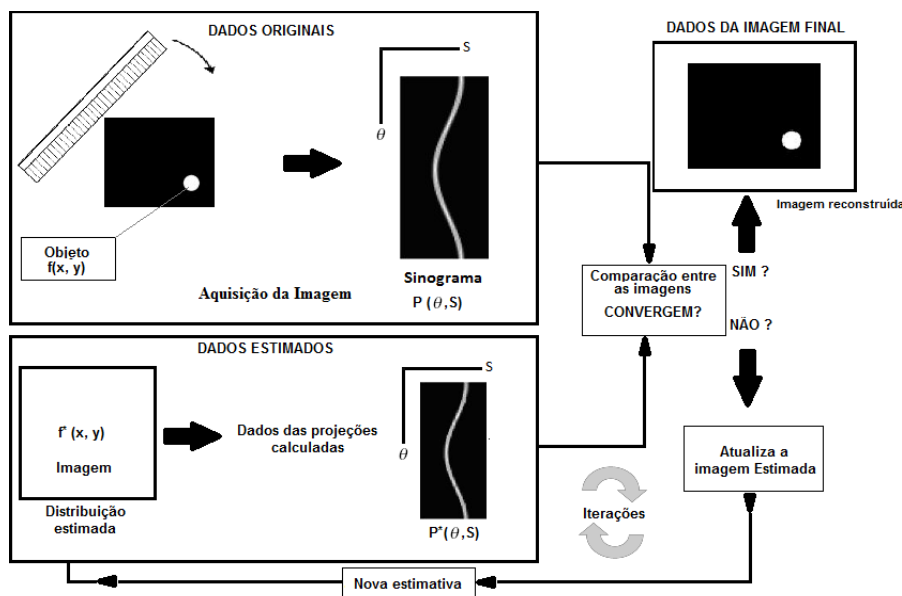 DADOS ORIGINAIS
S
θ
Objeto
f(x, y)
Aquisição da Imagem
Sinograma
P (θ,S)
DADOS DA IMAGEM FINAL
Imagem reconstruída
Comparação entre
as imagens
CONVERGEM?
SIM ?
NÃO ?
DADOS ESTIMADOS
f* (x, y)
Imagem
Distribuição
estimada
Dados das projeções
calculadas
S
θ
P*(θ,S)
Iterações
Atualiza a
imagem Estimada
Nova estimativa